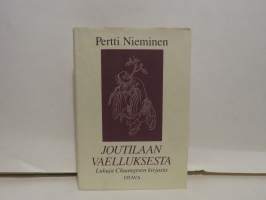 Pertti Nieminen
JOUTILAAN
VAELLUKSESTA
Lukuja Chuangtsen kirjasta
OTAVA